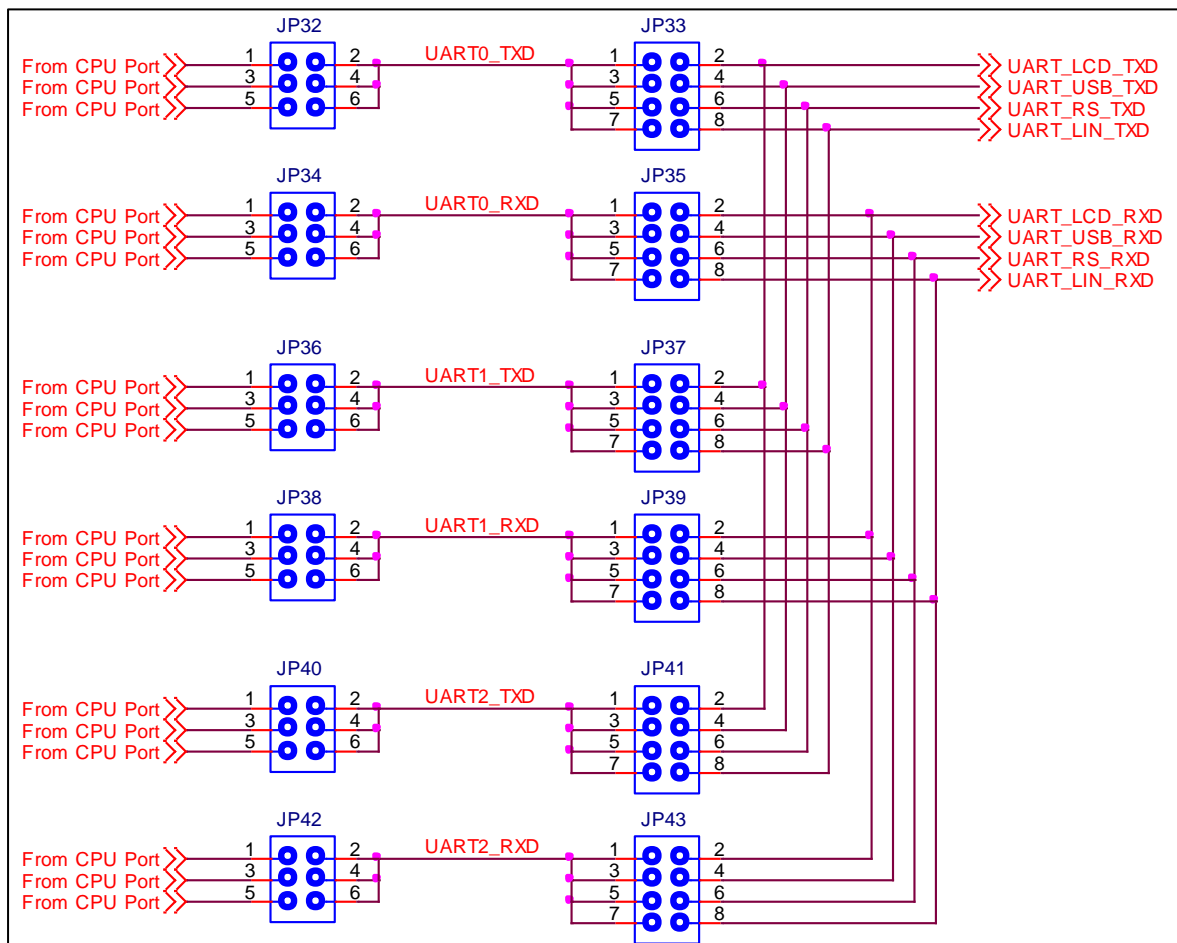 JP32 JP33
1 2 UART0_TXD 1 2
From CPU Port UART_LCD_TXD
3 4 3 4
From CPU Port UART_USB_TXD
5 6 5 6
From CPU Port UART_RS_TXD
7 8
UART_LIN_TXD
JP34 JP35
1 2 UART0_RXD 1 2
From CPU Port UART_LCD_RXD
3 4 3 4
From CPU Port UART_USB_RXD
5 6 5 6
From CPU Port UART_RS_RXD
7 8
UART_LIN_RXD
JP36 JP37
1 2 UART1_TXD 1 2
From CPU Port
3 4 3 4
From CPU Port
5 6 5 6
From CPU Port
7 8
JP38 JP39
1 2 UART1_RXD 1 2
From CPU Port
3 4 3 4
From CPU Port
5 6 5 6
From CPU Port
7 8
JP40 JP41
1 2 UART2_TXD 1 2
From CPU Port
3 4 3 4
From CPU Port
5 6 5 6
From CPU Port
7 8
JP42 JP43
1 2 UART2_RXD 1 2
From CPU Port
3 4 3 4
From CPU Port
5 6 5 6
From CPU Port
7 8